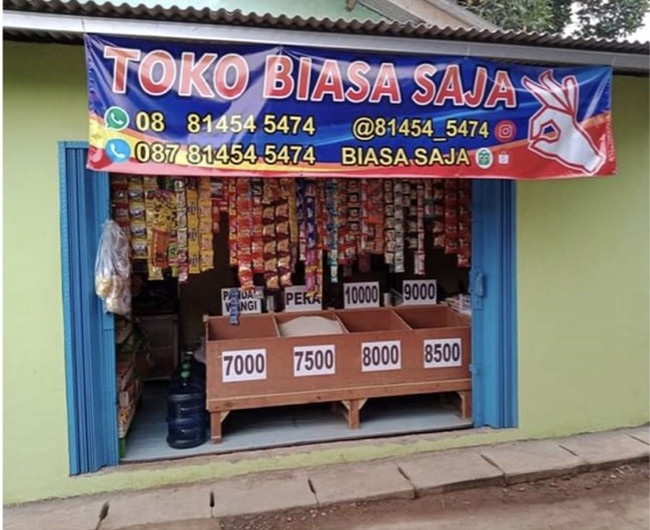 TOKO BIASA SAJA
08 81454 5474 @81454_5474
087 81454 5474 BIASA SAJA
PANDAN WANGI
PERA
10000
9000
7000
7500
8000
8500